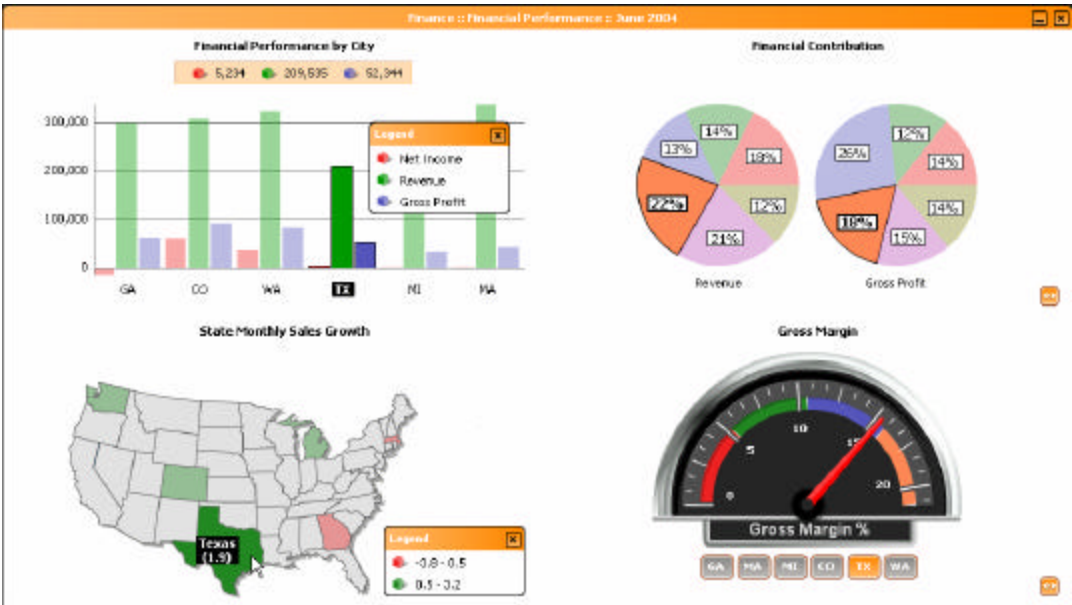 Finance :: Financial Performance :: June 2004
Financial Performance by City
5,234 209,535 52,344
300,000
200,000
100,000
0
GA CO WA TX MI MA
Legend
Net Income
Revenue
Gross Profit
Financial Contribution
14%
13%
18%
22%
12%
21%
Revenue
12%
26%
14%
18%
14%
15%
Gross Profit
State Monthly Sales Growth
Texas
(1.9)
Legend
-0.8 - 0.5
0.5 - 3.2
Gross Margin
0
5
10
15
20
Gross Margin %
GA MA MI CO TX WA